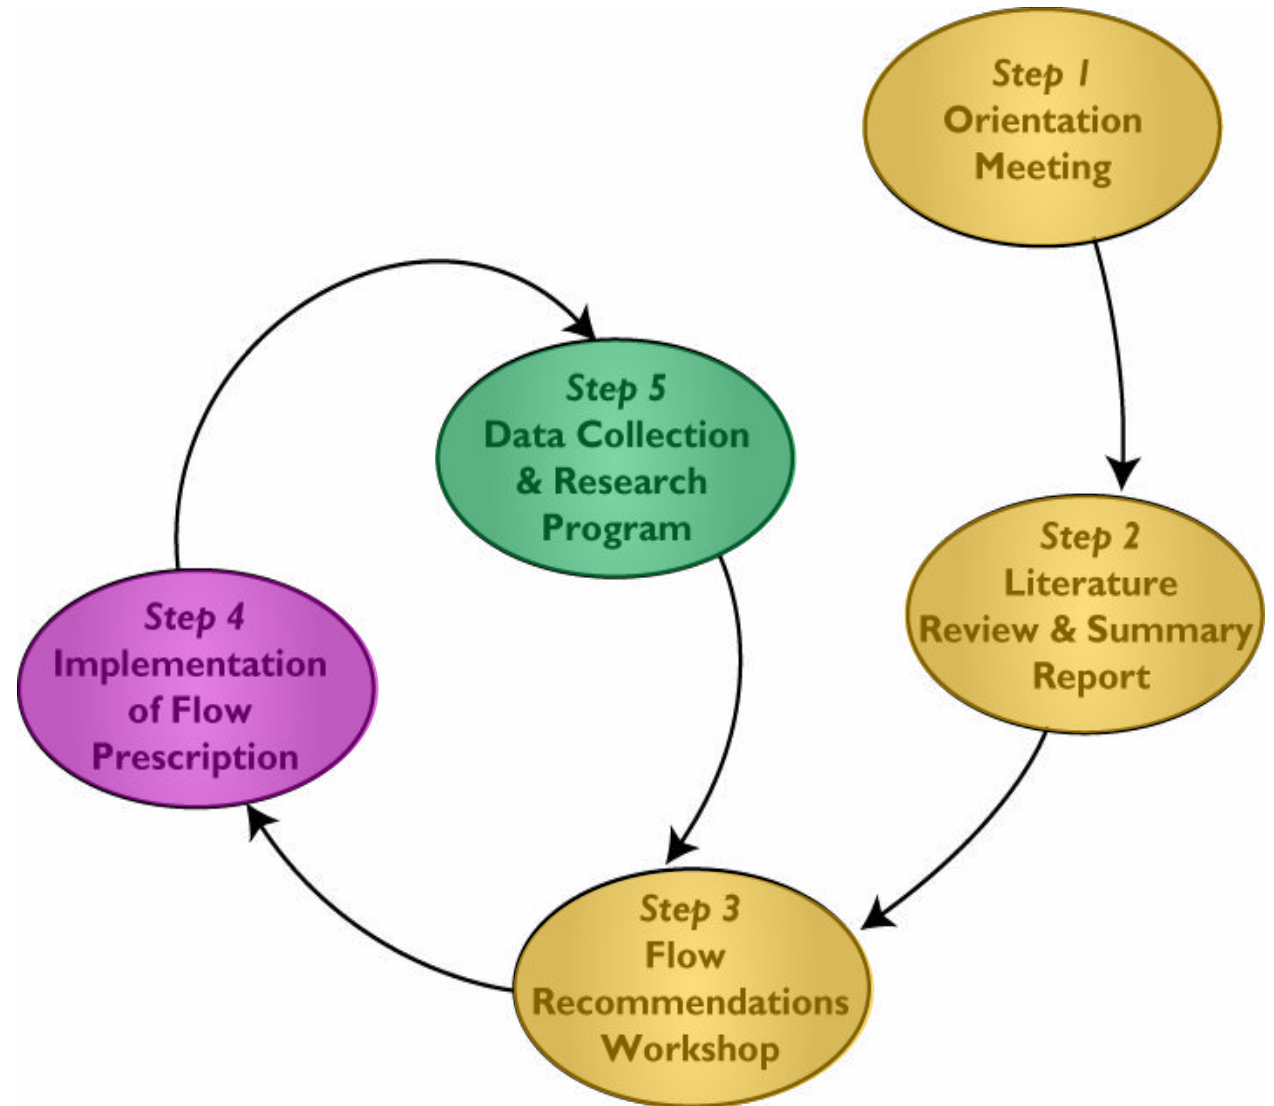 Step 1
Orientation
Meeting
Step 2
Literature
Review & Summary
Report
Step 3
Flow
Recommendations
Workshop
Step 4
Implementation
of Flow
Prescription
Step 5
Data Collection
& Research
Program